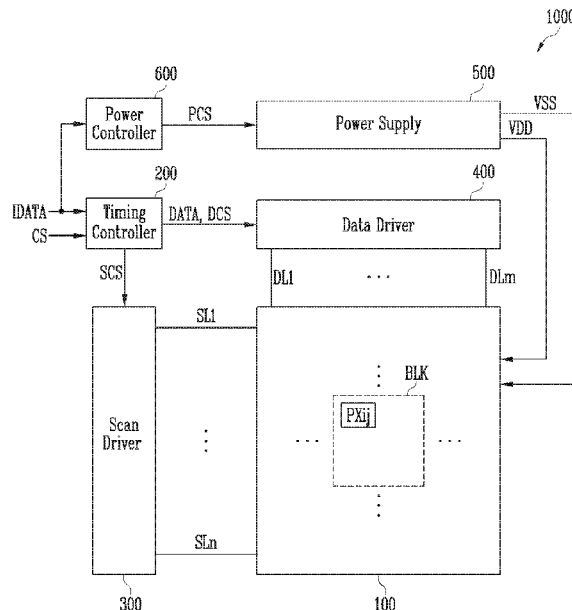 1000
600
500
Power
Controller
PCS
Power Supply
VSS
VDD
200
400
IDATA
CS
Timing
Controller
DATA, DCS
Data Driver
SCS
DL1
...
DLm
SL1
BLK
PXij
Scan
Driver
SLn
300
100